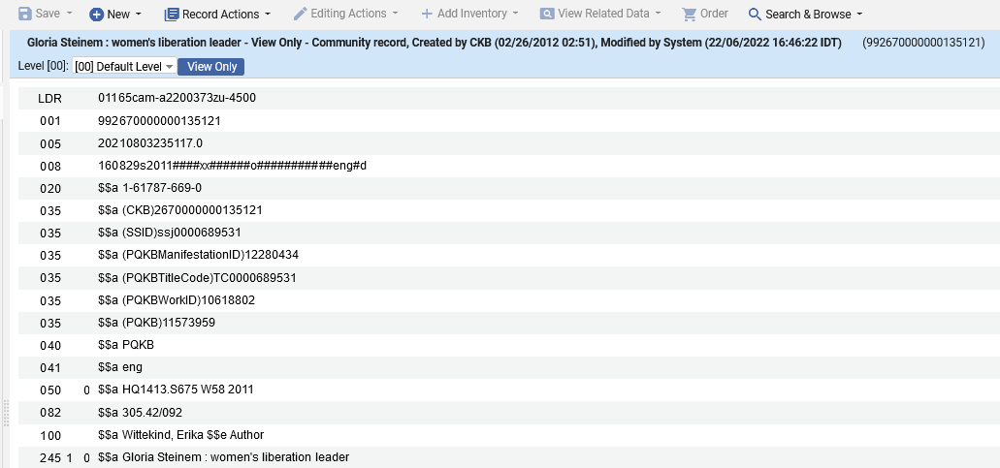 Save New Record Actions Editing Actions Add Inventory View Related Data Order Search & Browse
Gloria Steinem : women's liberation leader - View Only - Community record, Created by CKB (02/26/2012 02:51), Modified by System (22/06/2022 16:46:22 IDT) (992670000000135121)
Level [00]: [00] Default Level View Only
LDR 01165cam-a2200373zu-4500
001 992670000000135121
005 20210803235117.0
008 160829s2011####xx######o###########eng#d
020 $$a 1-61787-669-0
035 $$a (CKB)2670000000135121
035 $$a (SSID)ssj0000689531
035 $$a (PQKBManifestationID)12280434
035 $$a (PQKBTitleCode)TC0000689531
035 $$a (PQKBWorkID)10618802
035 $$a (PQKB)11573959
040 $$a PQKB
041 $$a eng
050 0 $$a HQ1413.S675 W58 2011
082 $$a 305.42/092
100 $$a Wittekind, Erika $$e Author
245 1 0 $$a Gloria Steinem : women's liberation leader